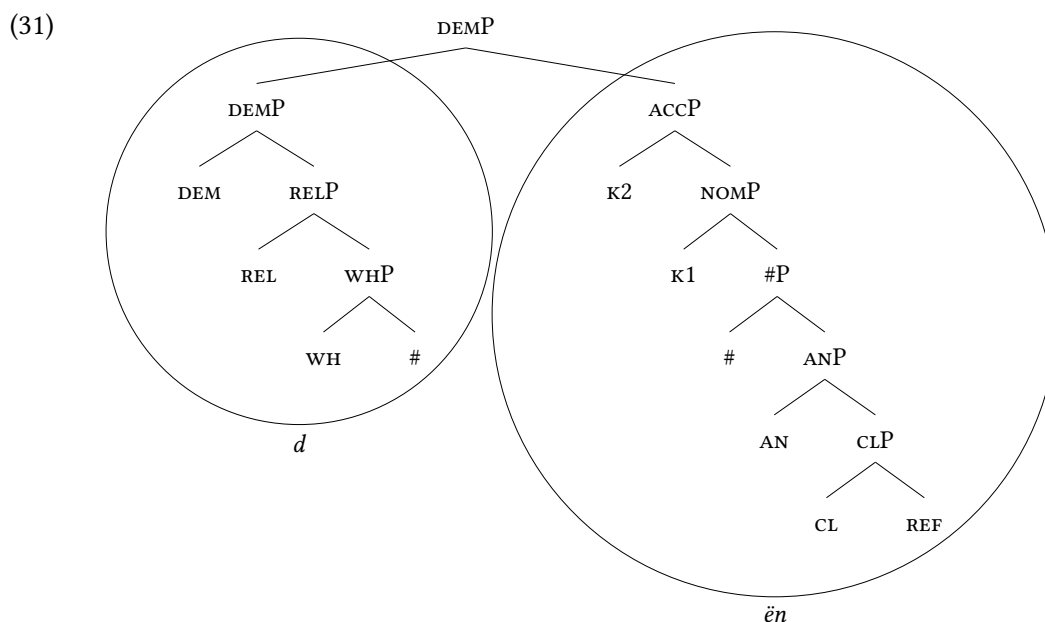 (31)
DEMP
DEMP ACCP
DEM RELP K2 NOMP
REL WHP K1 #P
WH # # ANP
d AN CLP
CL REF
ën